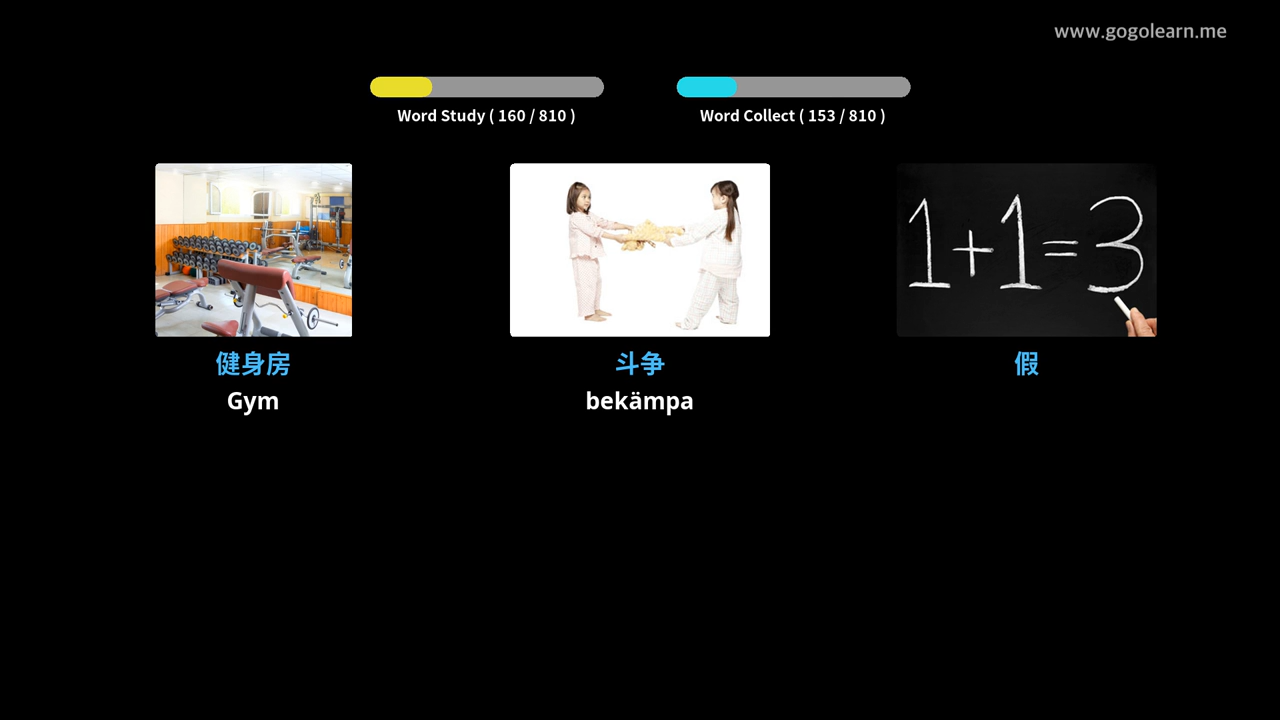 www.gogolearn.me
Word Study ( 160 / 810 )
Word Collect ( 153 / 810 )
1+1=3
健身房
斗争
假
Gym
bekämpa